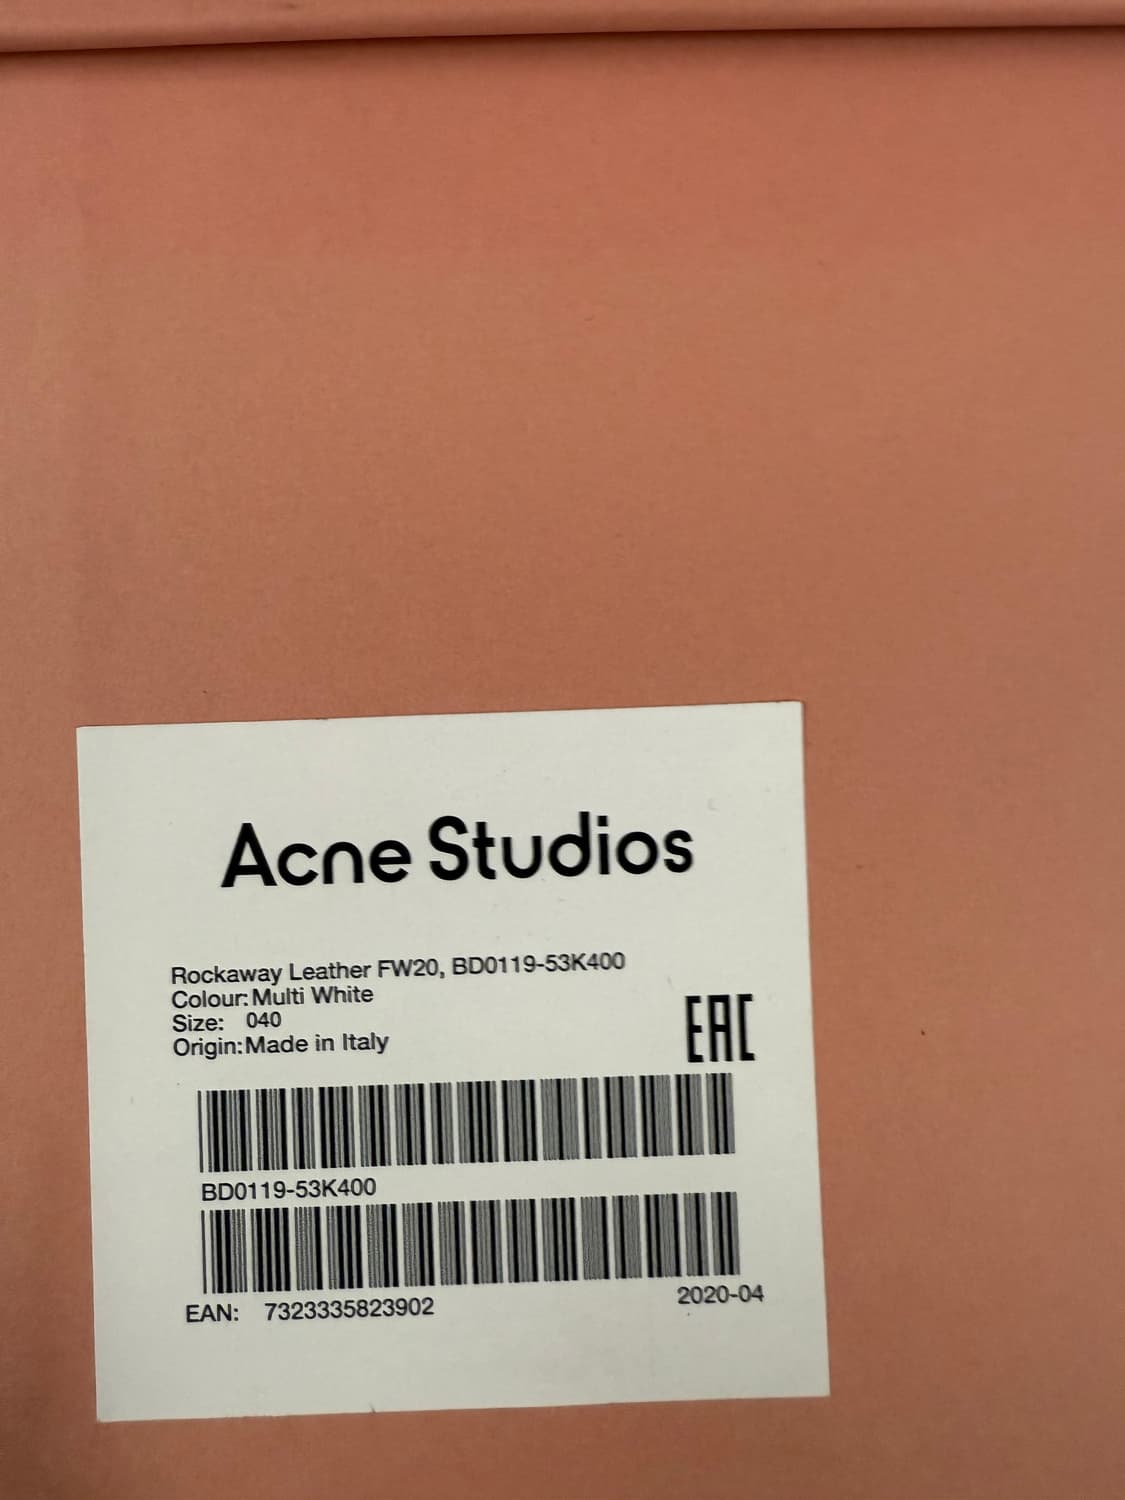 Acne Studios
Rockaway Leather FW20, BD0119-53K400
Colour: Multi White
Size: 040
Origin: Made in Italy
EAC
BD0119-53K400
EAN: 7323335823902
2020-04